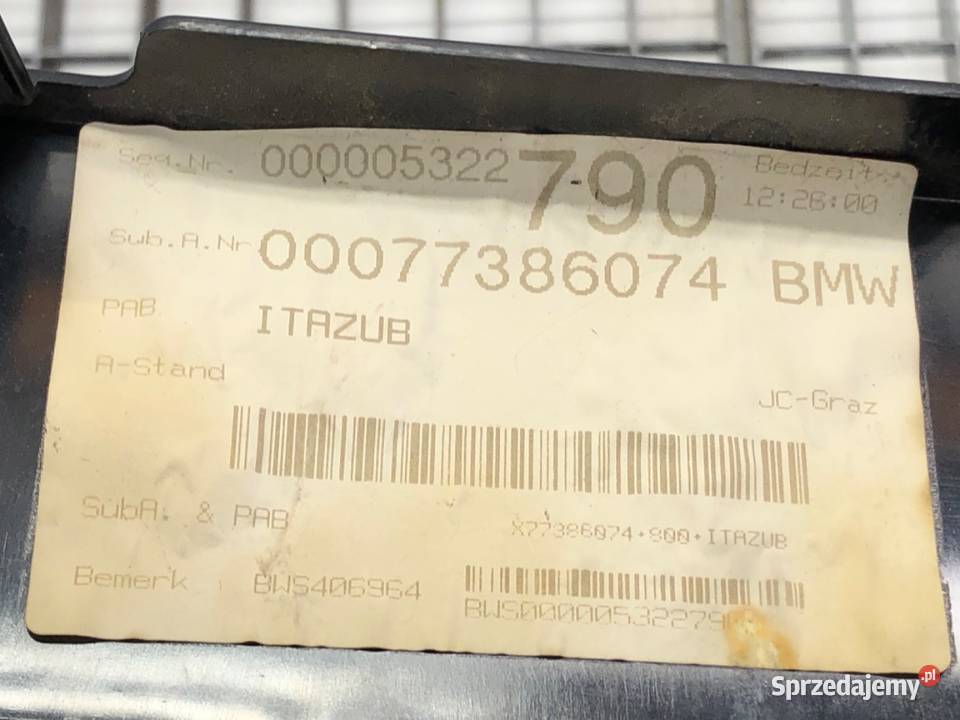 Seq.Nr. 000005322 790 Bedzeit
12:26:00
Sub.A.Nr 00077386074 BMW
PAB ITAZUB
A-Stand
JC-Graz
SubA. & PAB X77386074+900+ITAZUB
Bemerk BWS406964
Sprzedajemy.pl